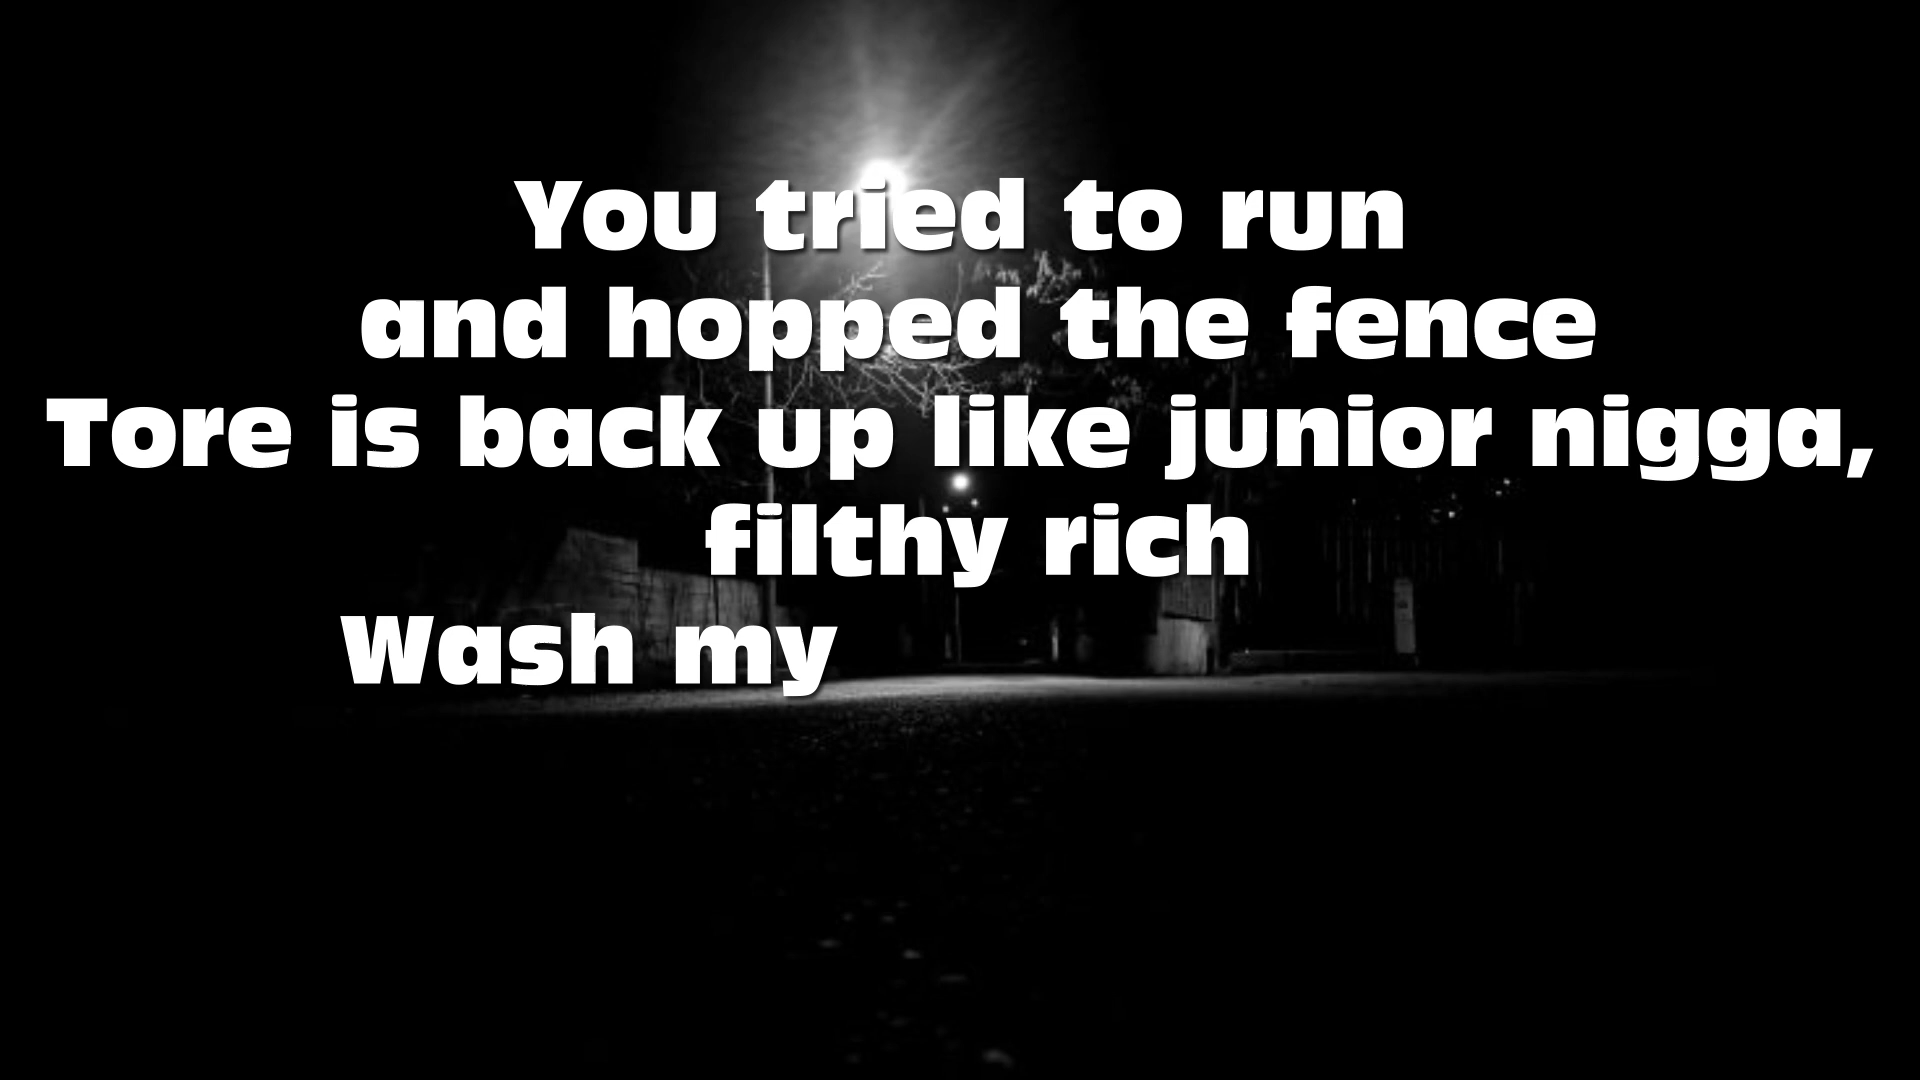 You tried to run
and hopped the fence
Tore is back up like junior nigga,
filthy rich
Wash my